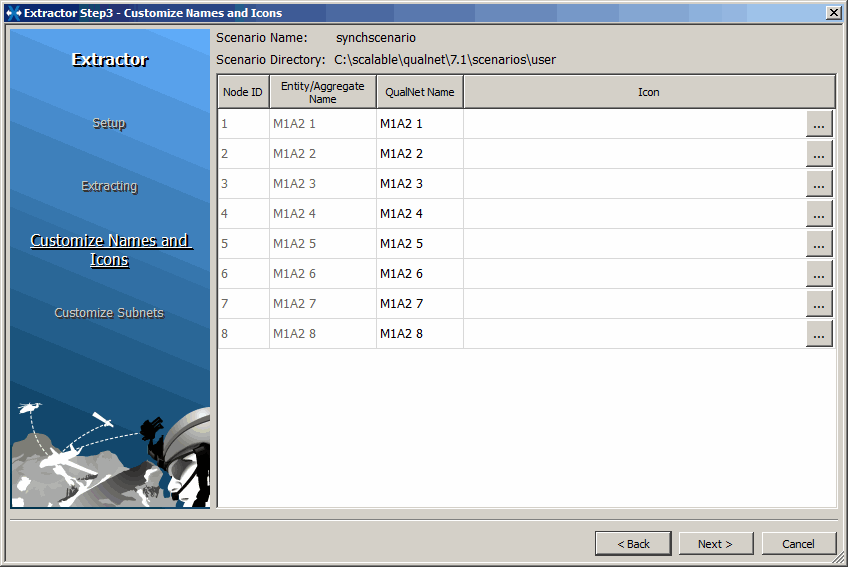 Extractor Step3 - Customize Names and Icons
Extractor
Setup
Extracting
Customize Names and
Icons
Customize Subnets
Scenario Name: synchscenario
Scenario Directory: C:\scalable\qualnet\7.1\scenarios\user
Node ID Entity/Aggregate Name QualNet Name Icon
1 M1A2 1 M1A2 1 ...
2 M1A2 2 M1A2 2 ...
3 M1A2 3 M1A2 3 ...
4 M1A2 4 M1A2 4 ...
5 M1A2 5 M1A2 5 ...
6 M1A2 6 M1A2 6 ...
7 M1A2 7 M1A2 7 ...
8 M1A2 8 M1A2 8 ...
< Back Next > Cancel